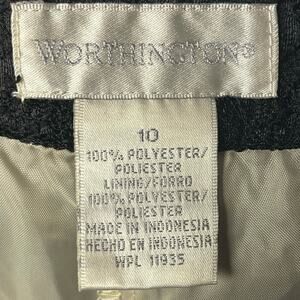 WORTHINGTON®
10
100% POLYESTER/
POLIESTER
LINING/FORRO
100% POLYESTER/
POLIESTER
MADE IN INDONESIA
HECHO EN INDONESIA
WPL 11935